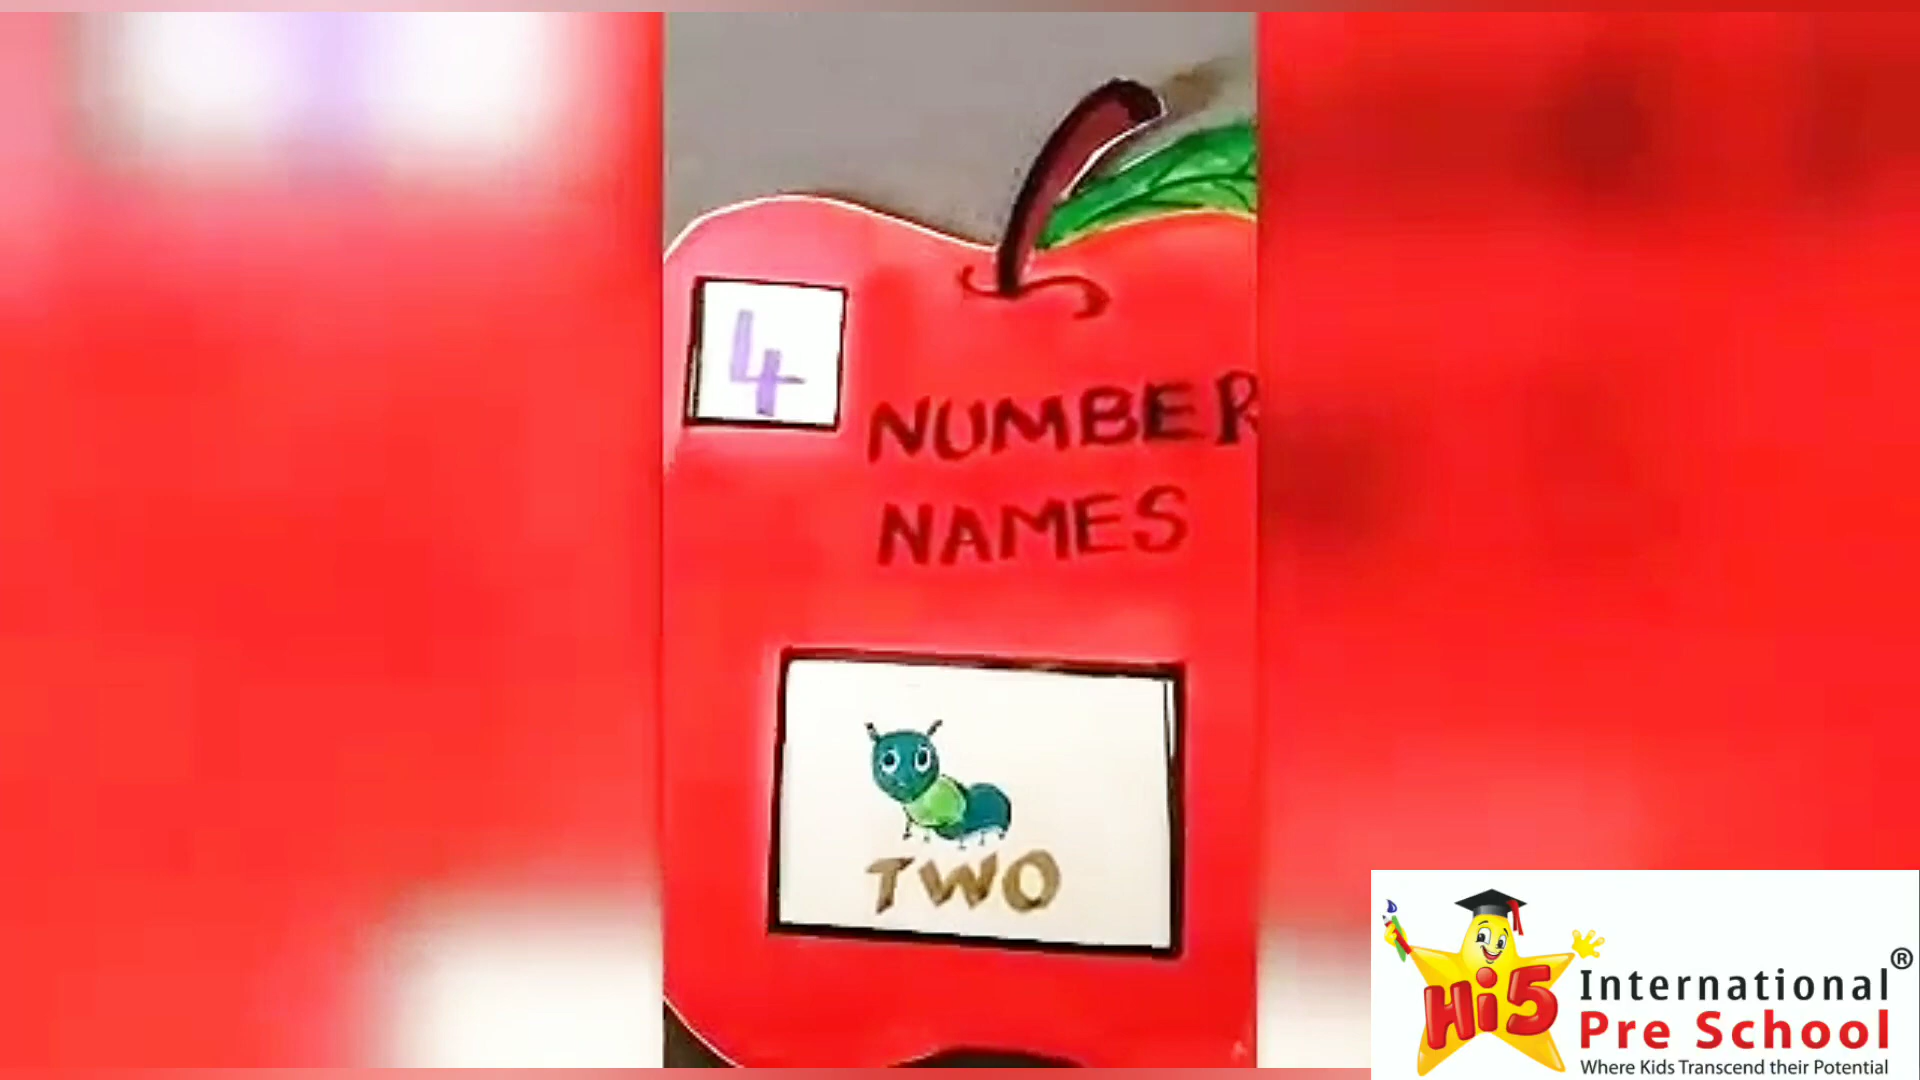 4
NUMBER
NAMES
TWO
Hi5
International®
Pre School
Where Kids Transcend their Potential